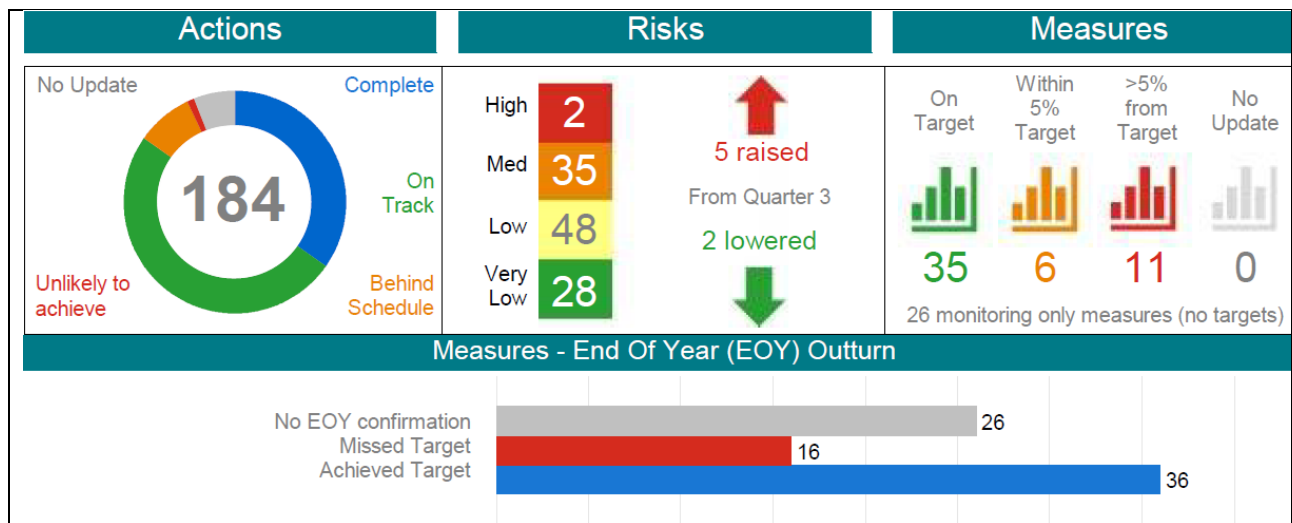 Actions
Risks
Measures
No Update
Complete
184
On
Track
Unlikely to
achieve
Behind
Schedule
High
2
Med
35
Low
48
Very
Low
28
5 raised
From Quarter 3
2 lowered
On
Target
Within
5%
Target
>5%
from
Target
No
Update
35
6
11
0
26 monitoring only measures (no targets)
Measures - End Of Year (EOY) Outturn
No EOY confirmation
26
Missed Target
16
Achieved Target
36